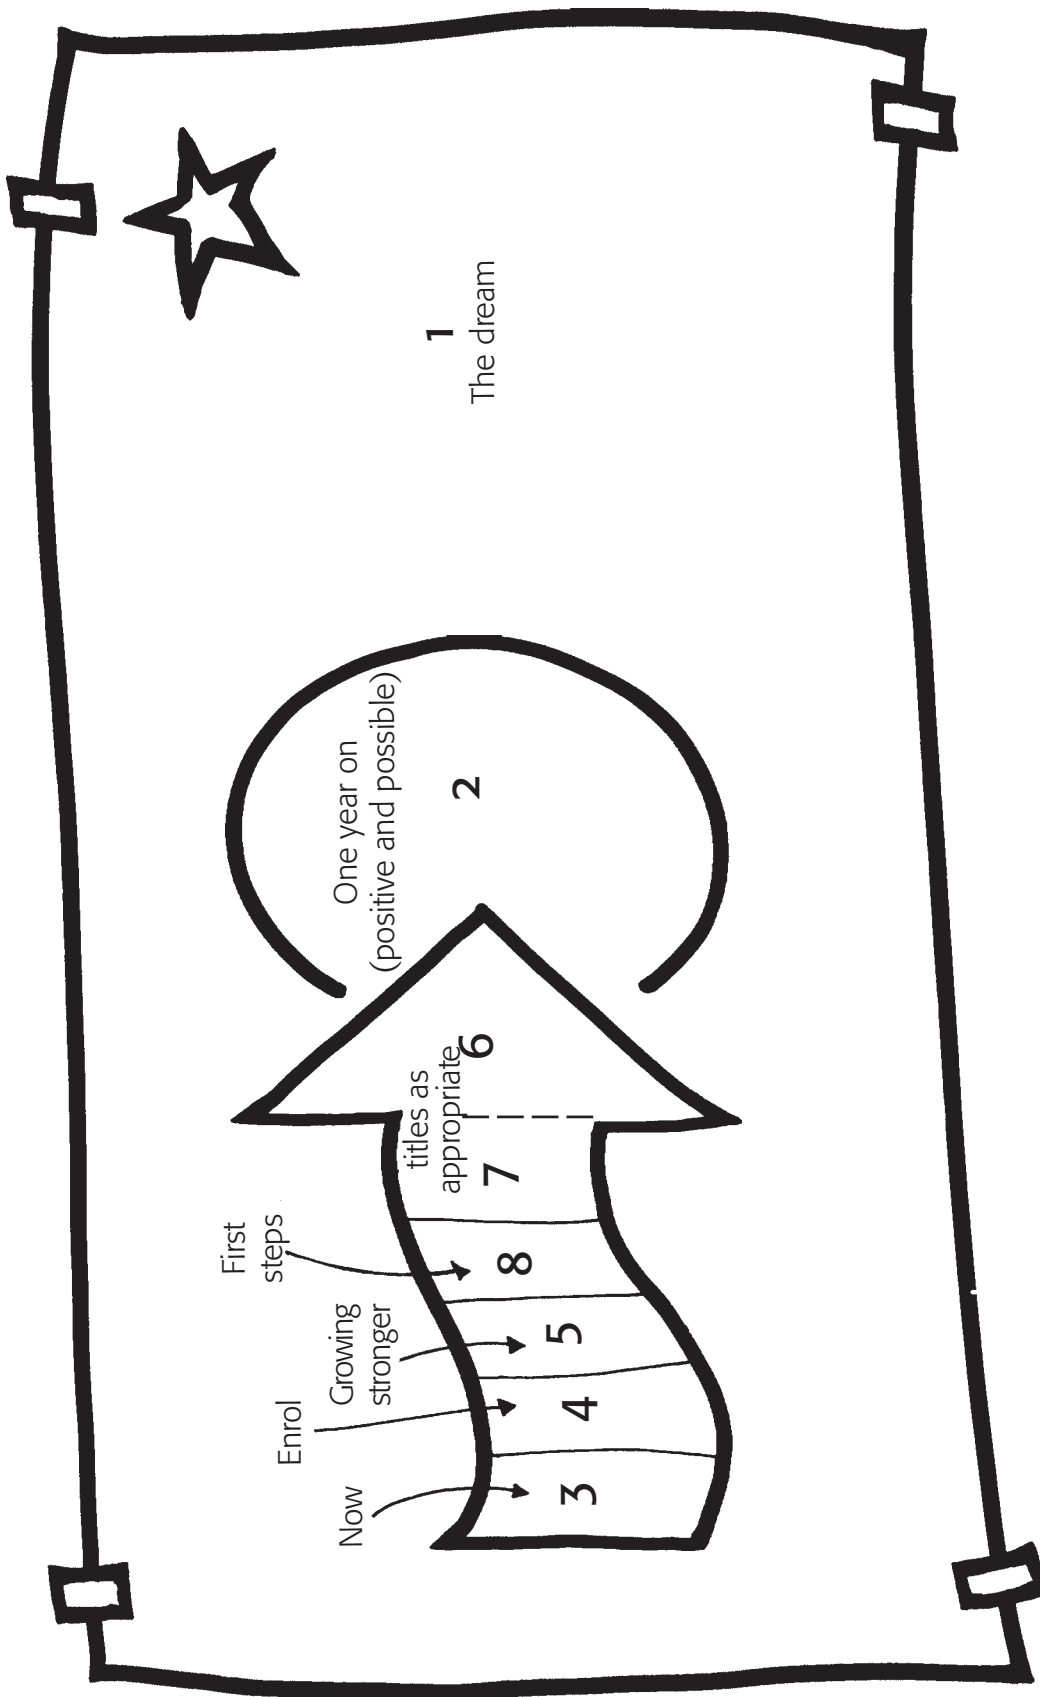 1
The dream
One year on
(positive and possible)
2
titles as
appropriate
6
7
First
steps
8
Growing
stronger
5
Enrol
4
Now
3